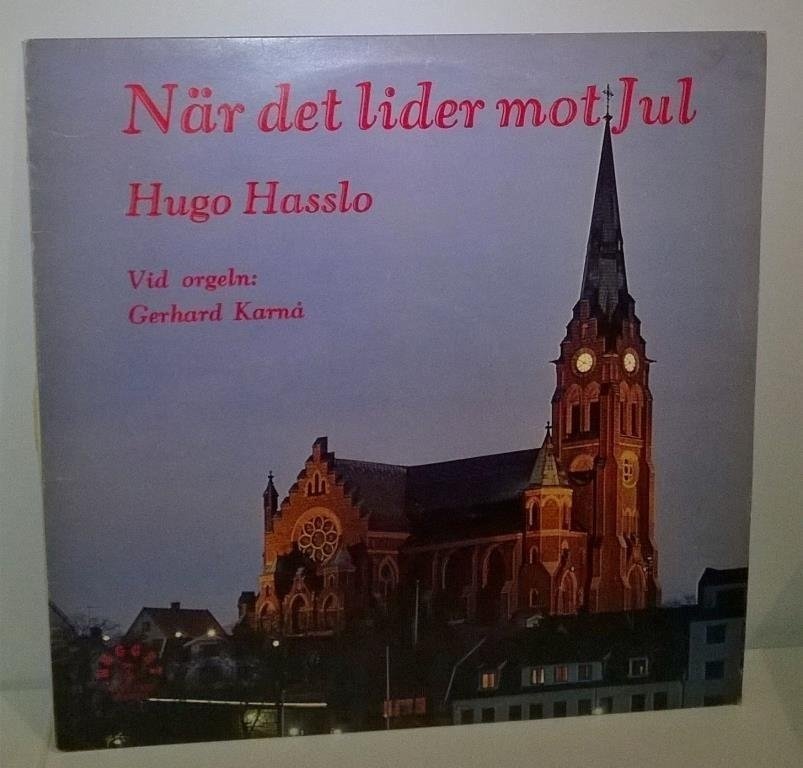 När det lider mot Jul
Hugo Hasslo
Vid orgeln:
Gerhard Karnå